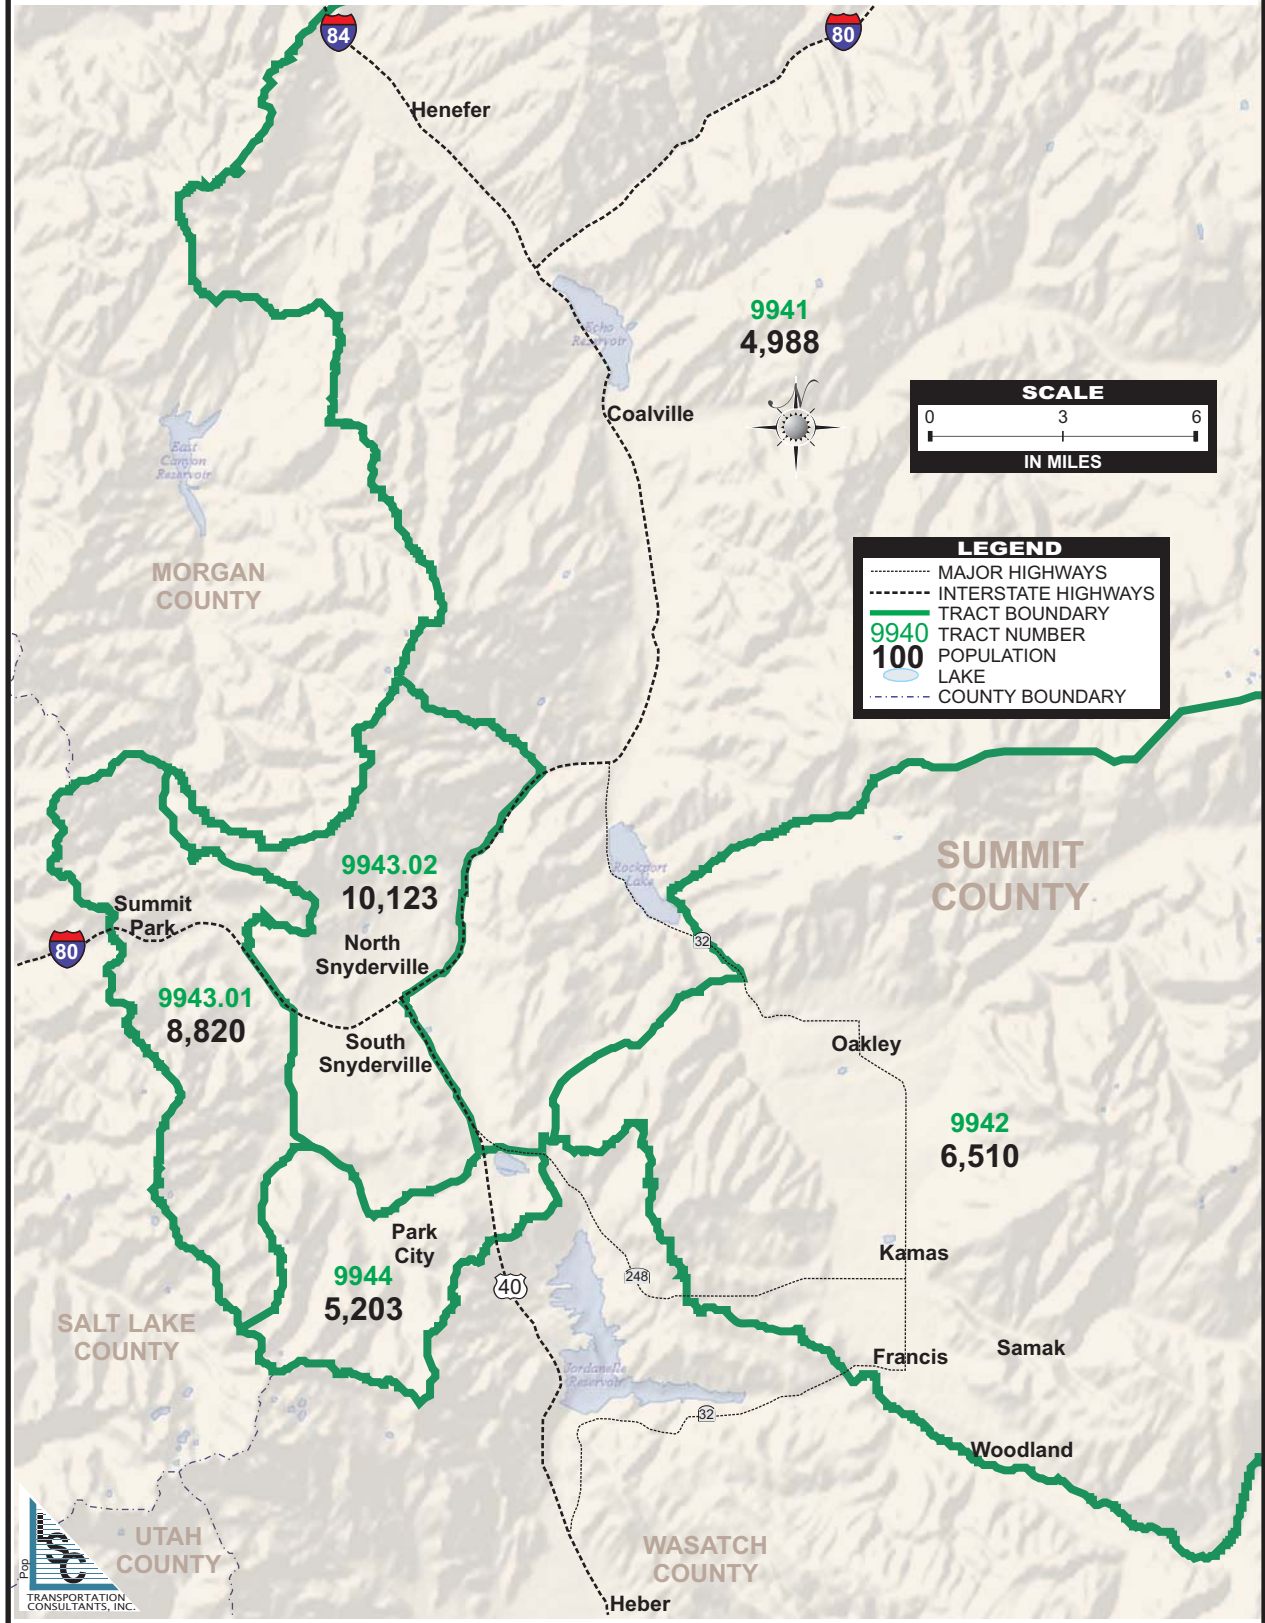 84
80
Henefer
9941
4,988
Echo
Reservoir
SCALE
0 3 6
IN MILES
Coalville
East
Canyon
Reservoir
LEGEND
MAJOR HIGHWAYS
INTERSTATE HIGHWAYS
TRACT BOUNDARY
9940 TRACT NUMBER
100 POPULATION
LAKE
COUNTY BOUNDARY
MORGAN
COUNTY
SUMMIT
COUNTY
9943.02
10,123
Rockport
Lake
Summit
Park
80
North
Snyderville
32
9943.01
8,820
South
Snyderville
Oakley
9942
6,510
Park
City
Kamas
9944
5,203
40
248
SALT LAKE
COUNTY
Francis
Samak
Jordanelle
Reservoir
32
Woodland
UTAH
COUNTY
WASATCH
COUNTY
Heber
Pop
LSC
TRANSPORTATION
CONSULTANTS, INC.